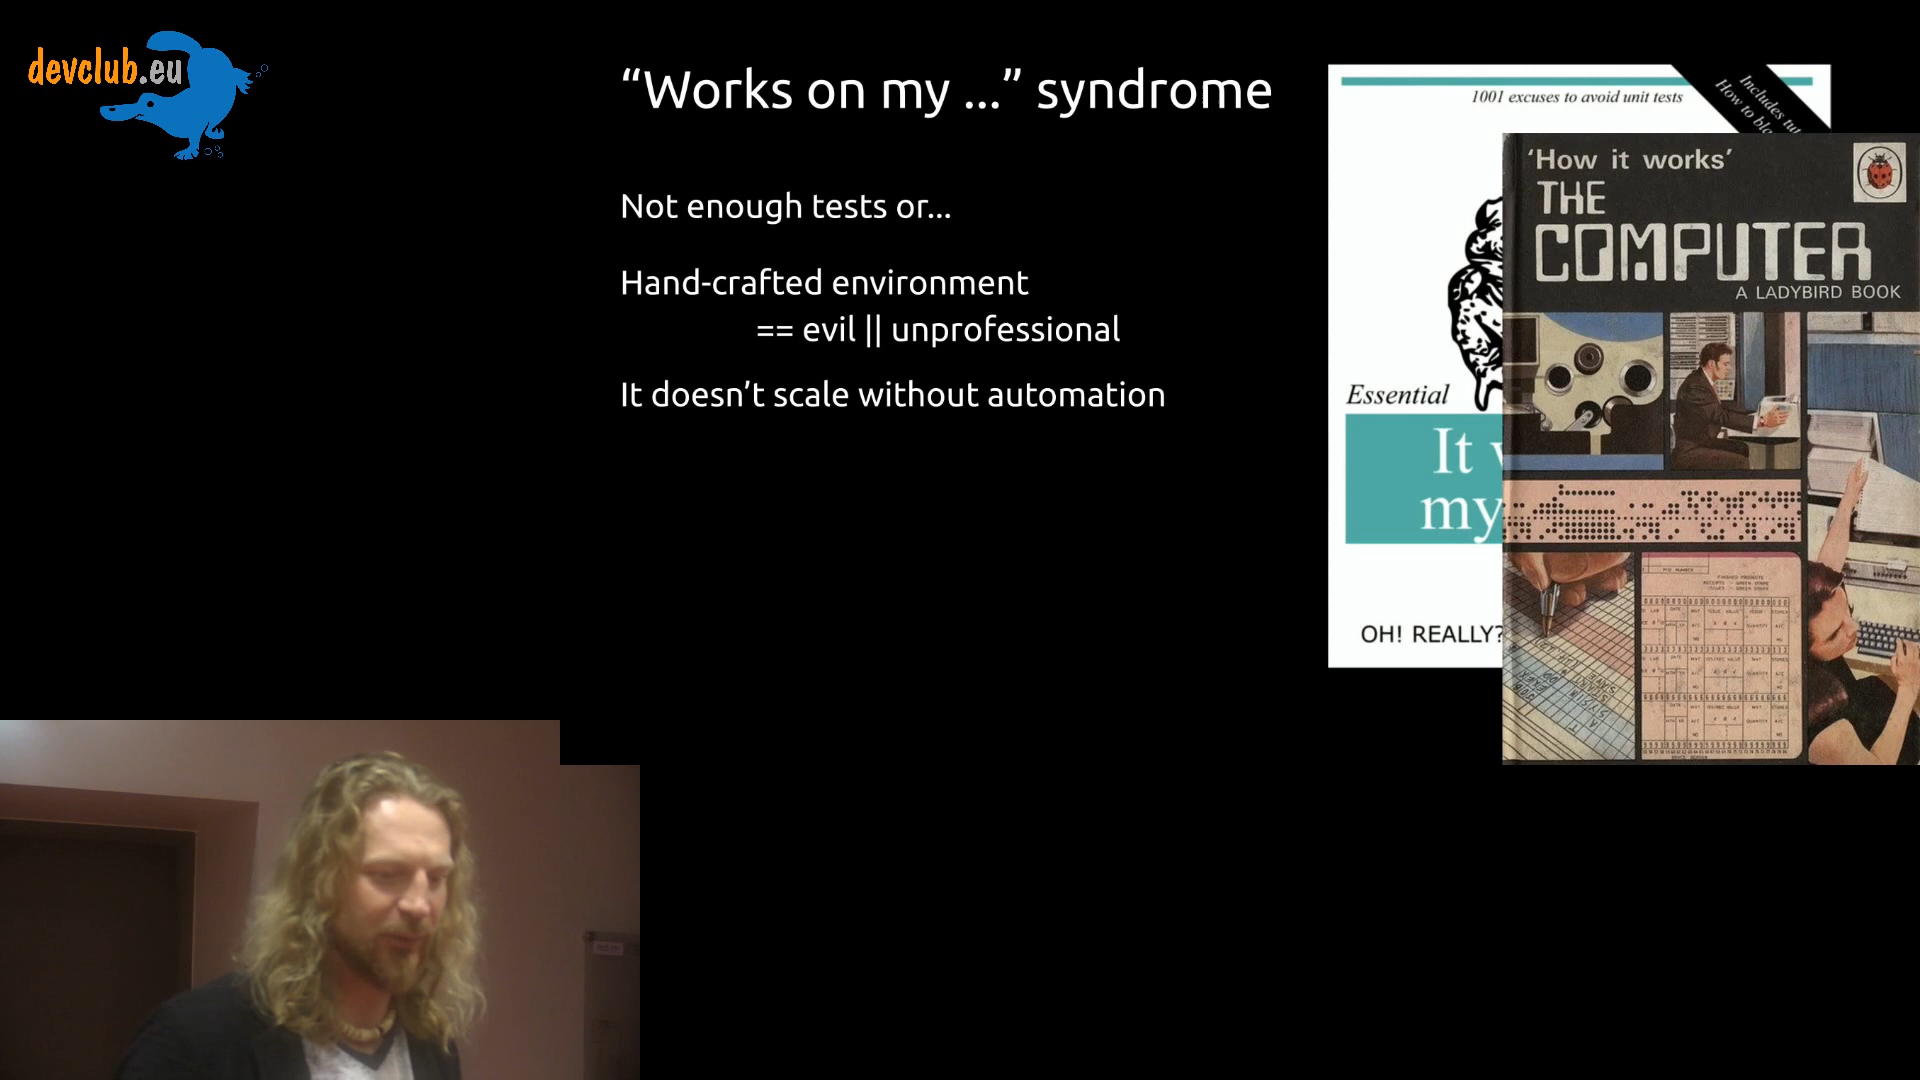 devclub.eu
“Works on my ...” syndrome
Not enough tests or...
Hand-crafted environment
== evil || unprofessional
It doesn’t scale without automation
1001 excuses to avoid unit tests
Includes
How to
Essential
It
my
OH! REALLY?
‘How it works’
THE
COMPUTER
A LADYBIRD BOOK